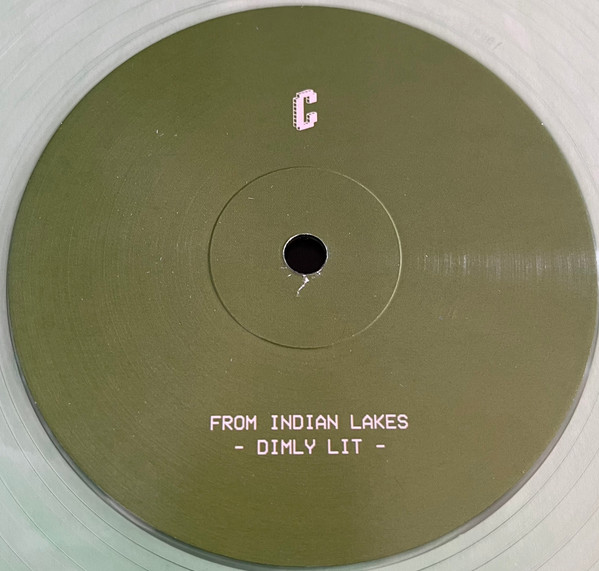 C
FROM INDIAN LAKES
- DIMLY LIT -